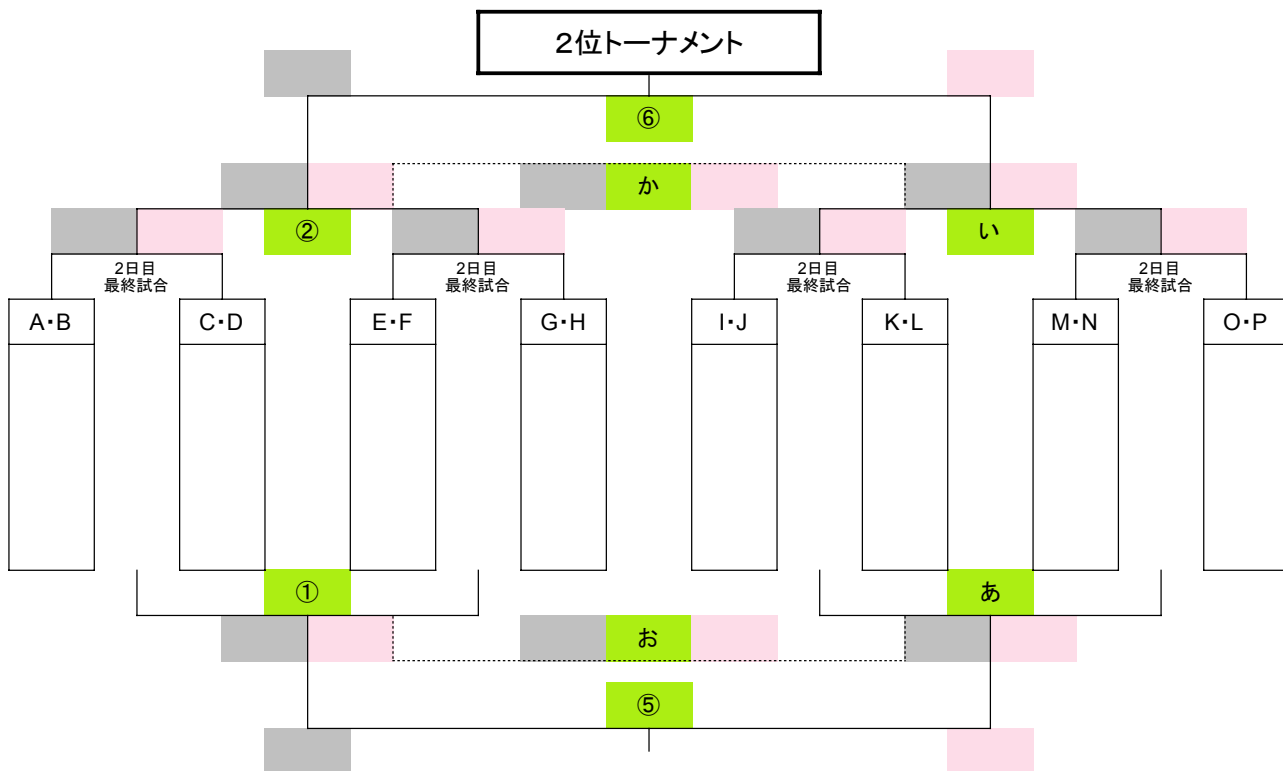 ２位トーナメント
⑥
か
②
い
2日目
最終試合
2日目
最終試合
2日目
最終試合
2日目
最終試合
A・B
C・D
E・F
G・H
I・J
K・L
M・N
O・P
①
あ
お
⑤